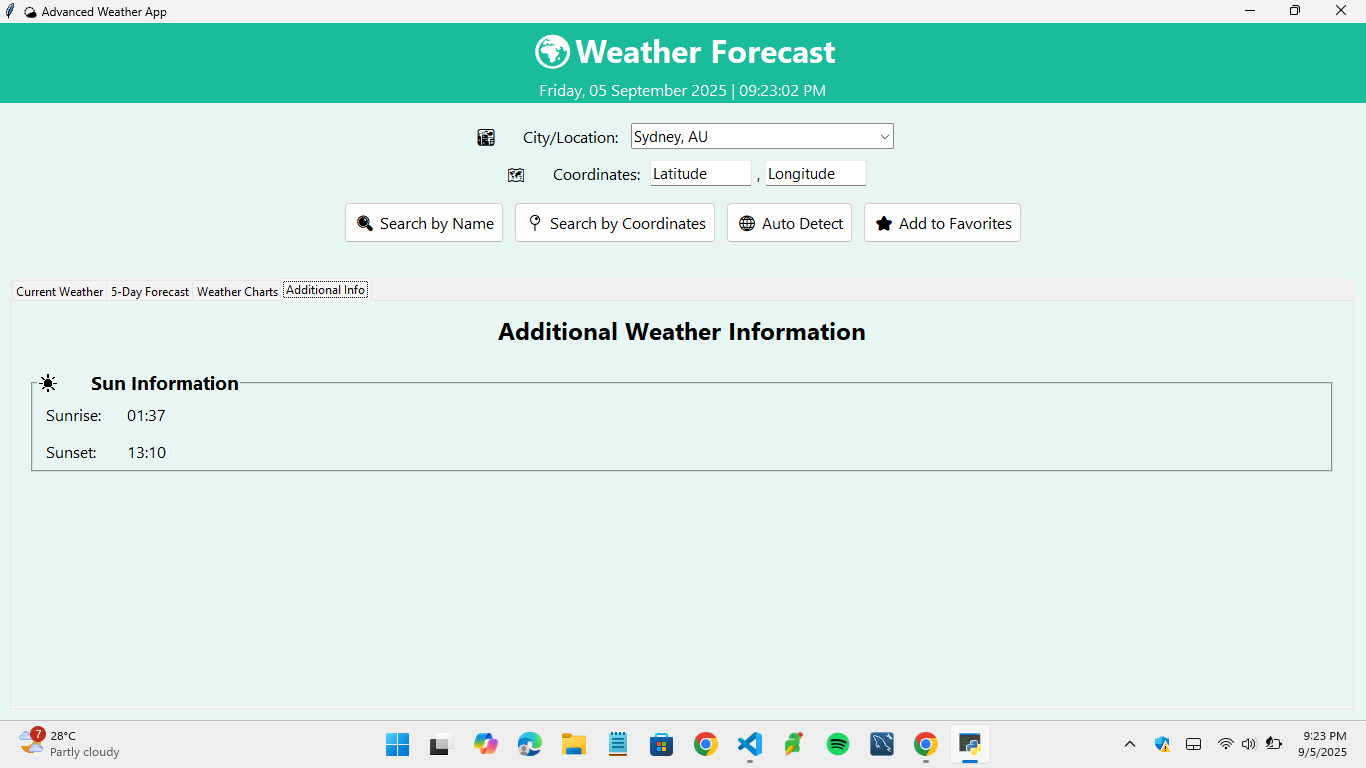 Advanced Weather App
Weather Forecast
Friday, 05 September 2025 | 09:23:02 PM
City/Location: Sydney, AU
Coordinates: Latitude , Longitude
Search by Name Search by Coordinates Auto Detect Add to Favorites
Current Weather 5-Day Forecast Weather Charts Additional Info
Additional Weather Information
Sun Information
Sunrise: 01:37
Sunset: 13:10
7 28°C
Partly cloudy
9:23 PM
9/5/2025